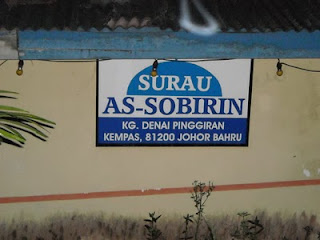 SURAU
AS-SOBIRIN
KG. DENAI PINGGIRAN
KEMPAS, 81200 JOHOR BAHRU